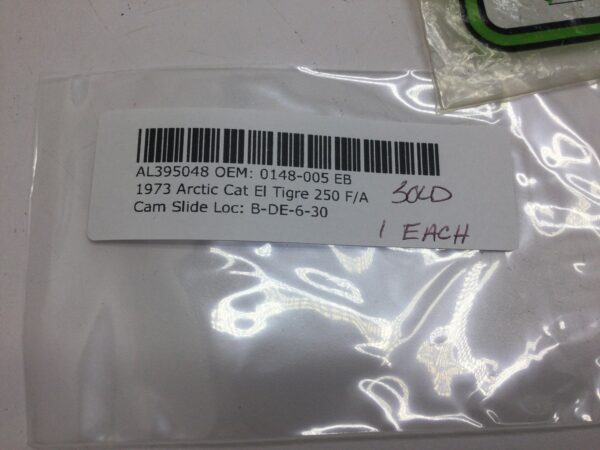 AL395048 OEM: 0148-005 EB
1973 Arctic Cat El Tigre 250 F/A
Cam Slide Loc: B-DE-6-30
SOLD
1 EACH